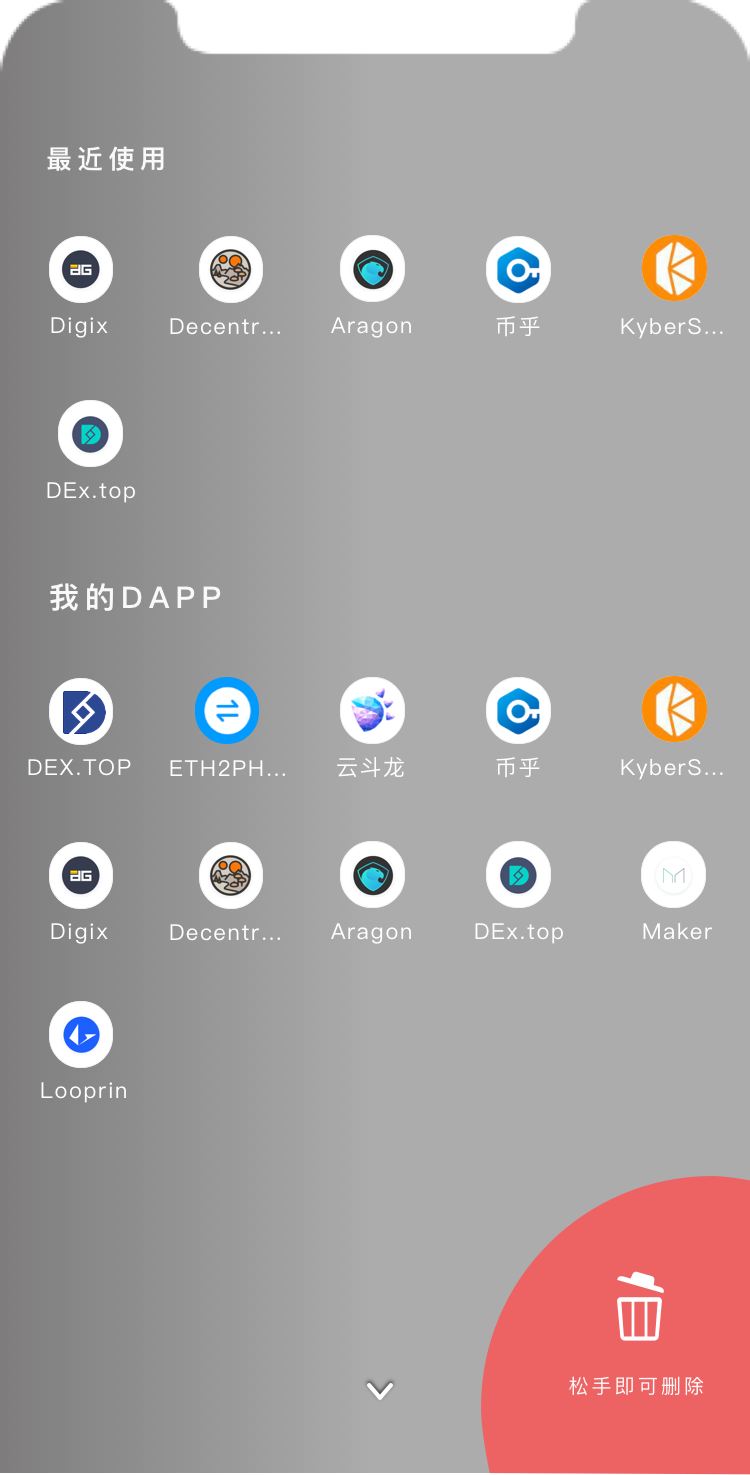 最近使用
Digix
Decentr...
Aragon
币乎
KyberS...
DEx.top
我的DAPP
DEX.TOP
ETH2PH...
云斗龙
币乎
KyberS...
Digix
Decentr...
Aragon
DEx.top
Maker
Looprin
松手即可删除